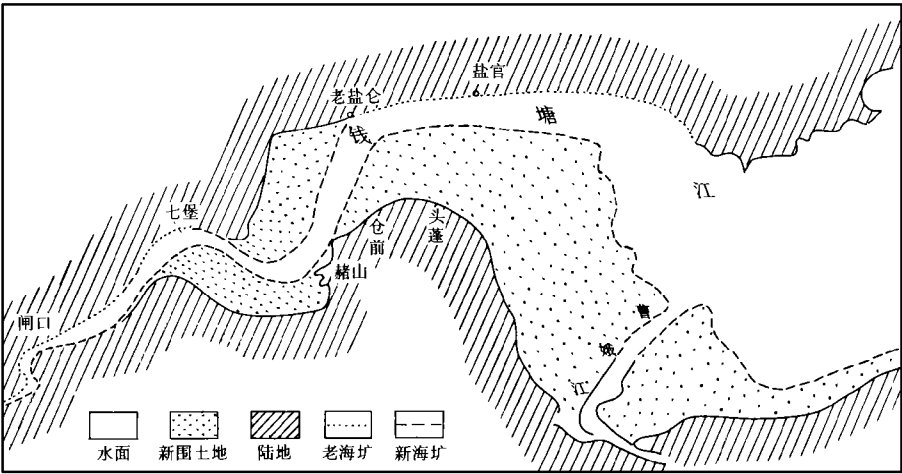 盐官
老盐仑
钱塘江
七堡
仓前
头蓬
赭山
闸口
曹娥江
水面 新围土地 陆地 老海圹 新海圹